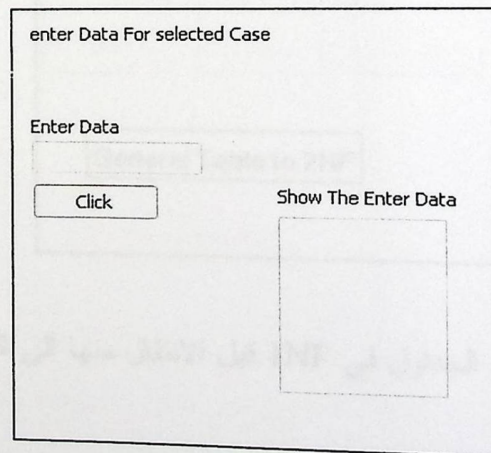 enter Data For selected Case
Enter Data
Click
Show The Enter Data